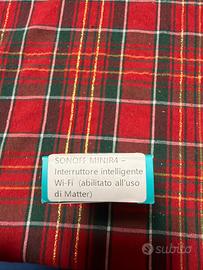 SONOFF MINIR4 –
Interruttore intelligente
Wi-Fi (abilitato all'uso
di Matter)
subito